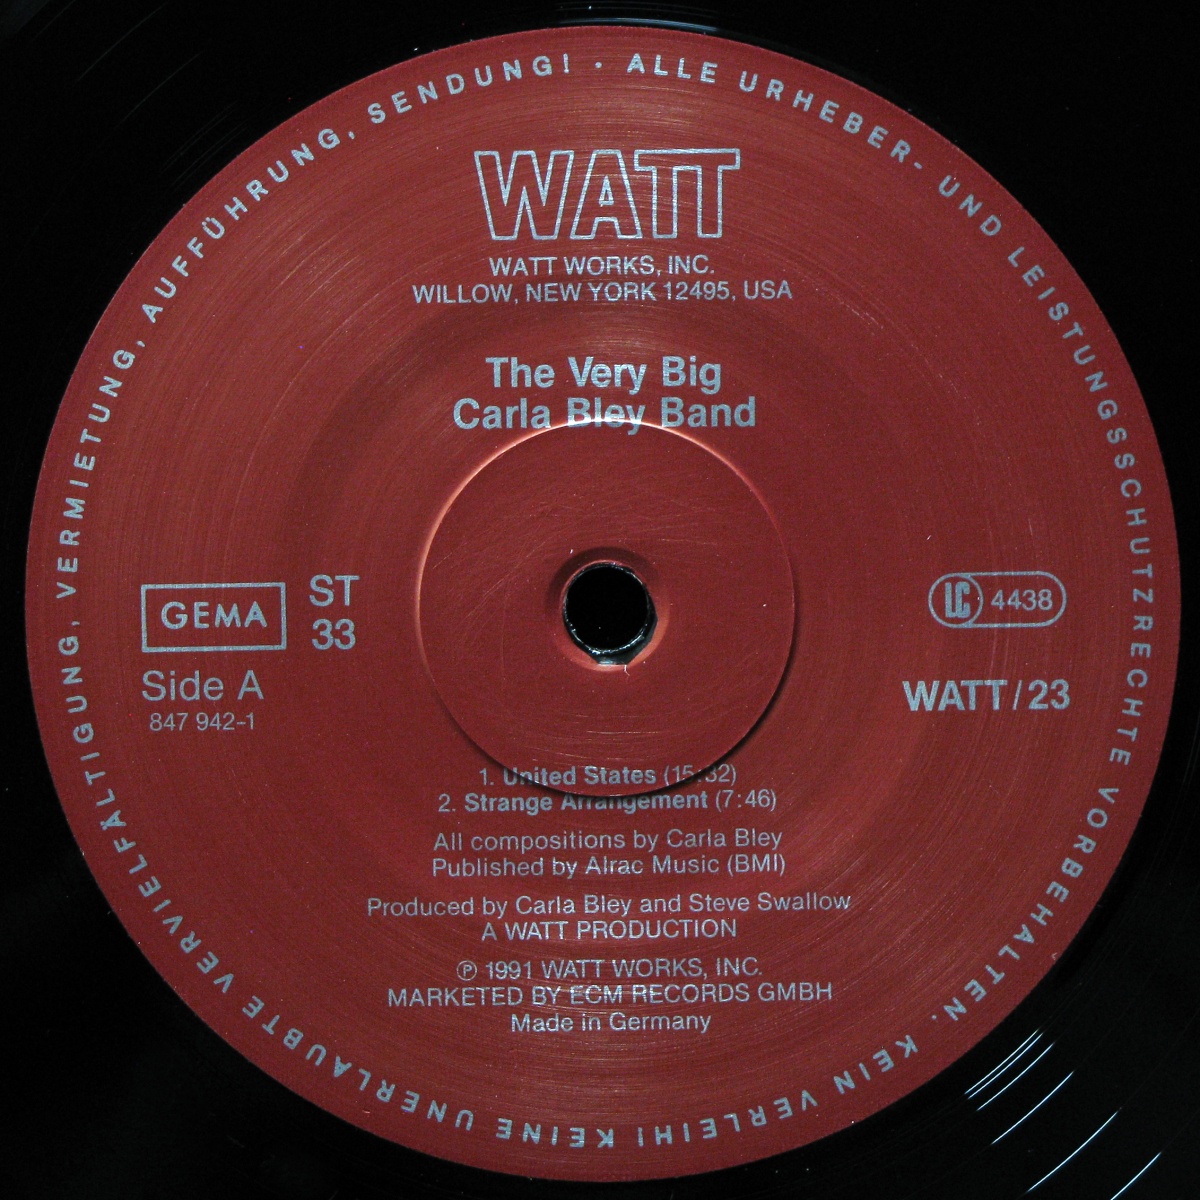 ALLE URHEBER- UND LEISTUNGSSCHUTZRECHTE VORBEHALTEN. KEIN VERLEIH! KEINE UNERLAUBTE VERVIELFÄLTIGUNG, VERMIETUNG, AUFFÜHRUNG, SENDUNG! ·
WATT
WATT WORKS, INC.
WILLOW, NEW YORK 12495, USA
The Very Big
Carla Bley Band
GEMA
ST
33
LC 4438
Side A
847 942-1
WATT/23
1. United States (15:32)
2. Strange Arrangement (7:46)
All compositions by Carla Bley
Published by Alrac Music (BMI)
Produced by Carla Bley and Steve Swallow
A WATT PRODUCTION
℗ 1991 WATT WORKS, INC.
MARKETED BY ECM RECORDS GMBH
Made in Germany